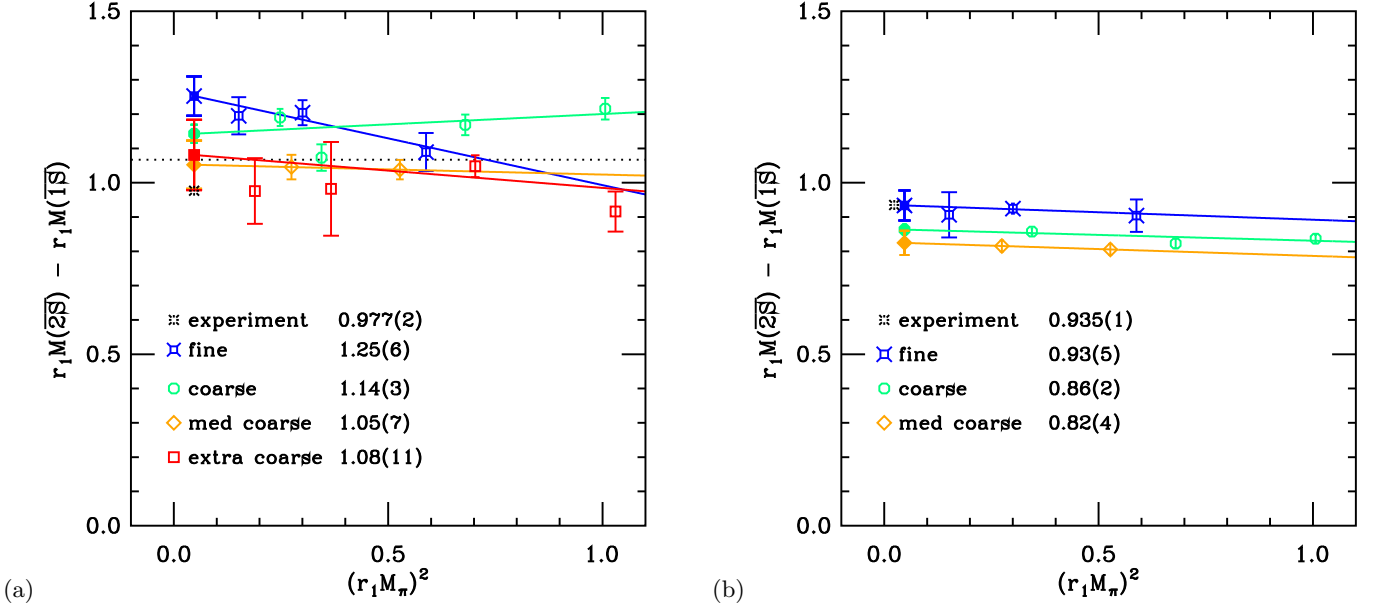 1.5
1.0
0.5
0.0
r₁M(2S) − r₁M(1S)
experiment 0.977(2)
fine 1.25(6)
coarse 1.14(3)
med coarse 1.05(7)
extra coarse 1.08(11)
0.0 0.5 1.0
(r₁Mπ)²
(a)
1.5
1.0
0.5
0.0
r₁M(2S) − r₁M(1S)
experiment 0.935(1)
fine 0.93(5)
coarse 0.86(2)
med coarse 0.82(4)
0.0 0.5 1.0
(r₁Mπ)²
(b)